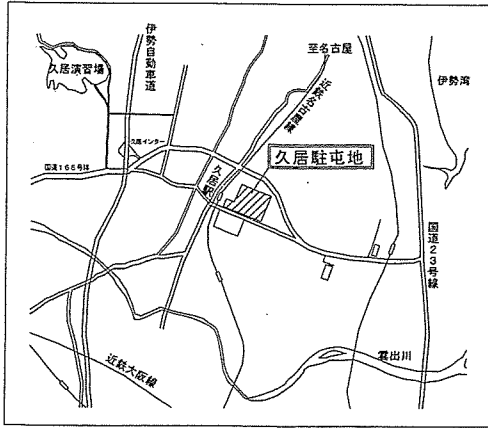 久居演習場
伊勢自動車道
至名古屋
近鉄名古屋線
伊勢湾
久居インター
国道165号線
久居駅
久居駐屯地
国道23号線
雲出川
近鉄大阪線